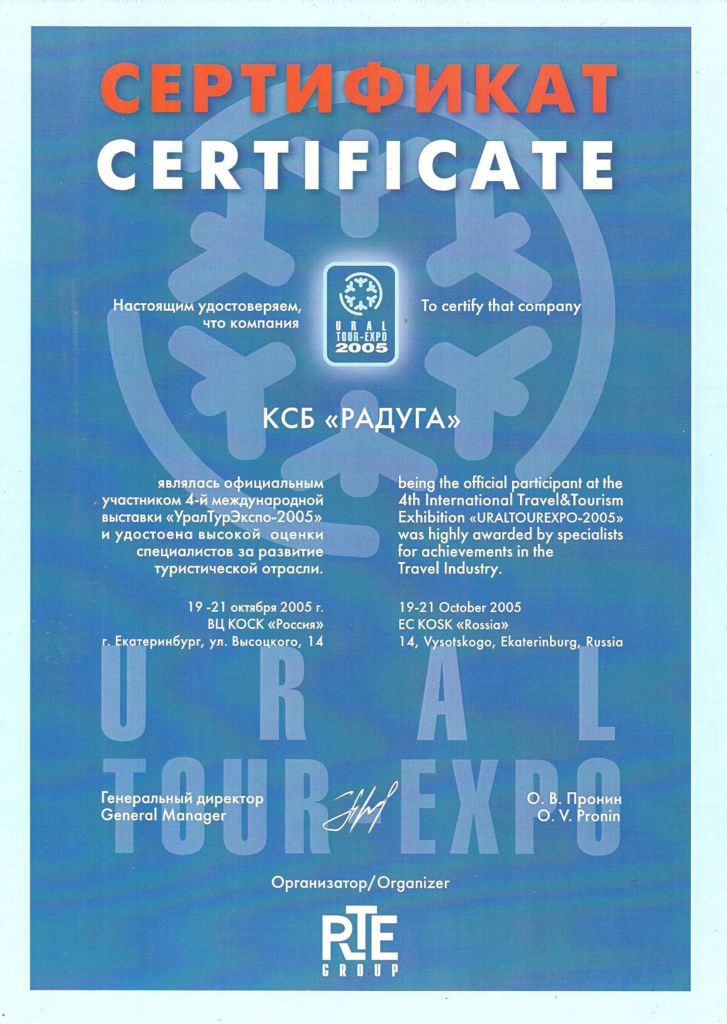 СЕРТИФИКАТ
CERTIFICATE
Настоящим удостоверяем,
что компания
URAL
TOUR-EXPO
2005
To certify that company
КСБ «РАДУГА»
являлась официальным
участником 4-й международной
выставки «УралТурЭкспо-2005»
и удостоена высокой оценки
специалистов за развитие
туристической отрасли.
19 -21 октября 2005 г.
ВЦ КОСК «Россия»
г. Екатеринбург, ул. Высоцкого, 14
being the official participant at the
4th International Travel&Tourism
Exhibition «URALTOUREXPO-2005»
was highly awarded by specialists
for achievements in the
Travel Industry.
19-21 October 2005
EC KOSK «Rossia»
14, Vysotskogo, Ekaterinburg, Russia
URAL
TOUR EXPO
Генеральный директор
General Manager
О. В. Пронин
O. V. Pronin
Организатор/Organizer
RTE
GROUP